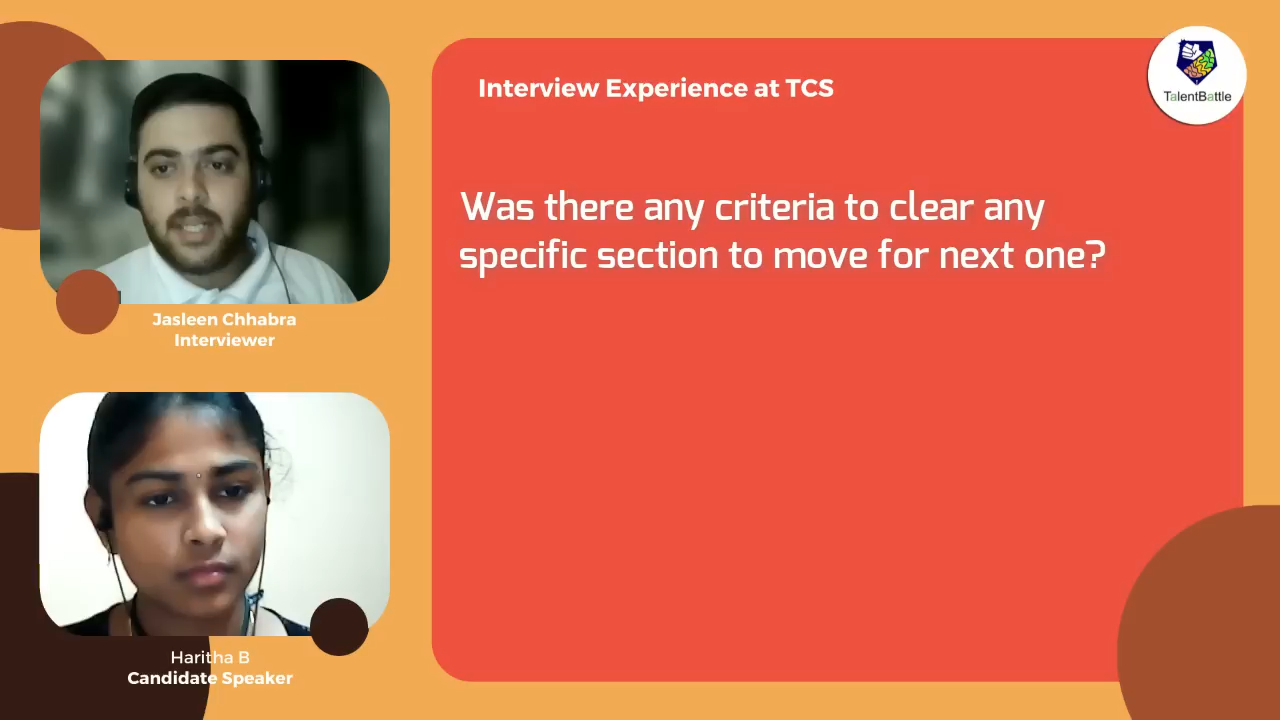 Interview Experience at TCS
TalentBattle
Was there any criteria to clear any
specific section to move for next one?
Jasleen Chhabra
Interviewer
Haritha B
Candidate Speaker